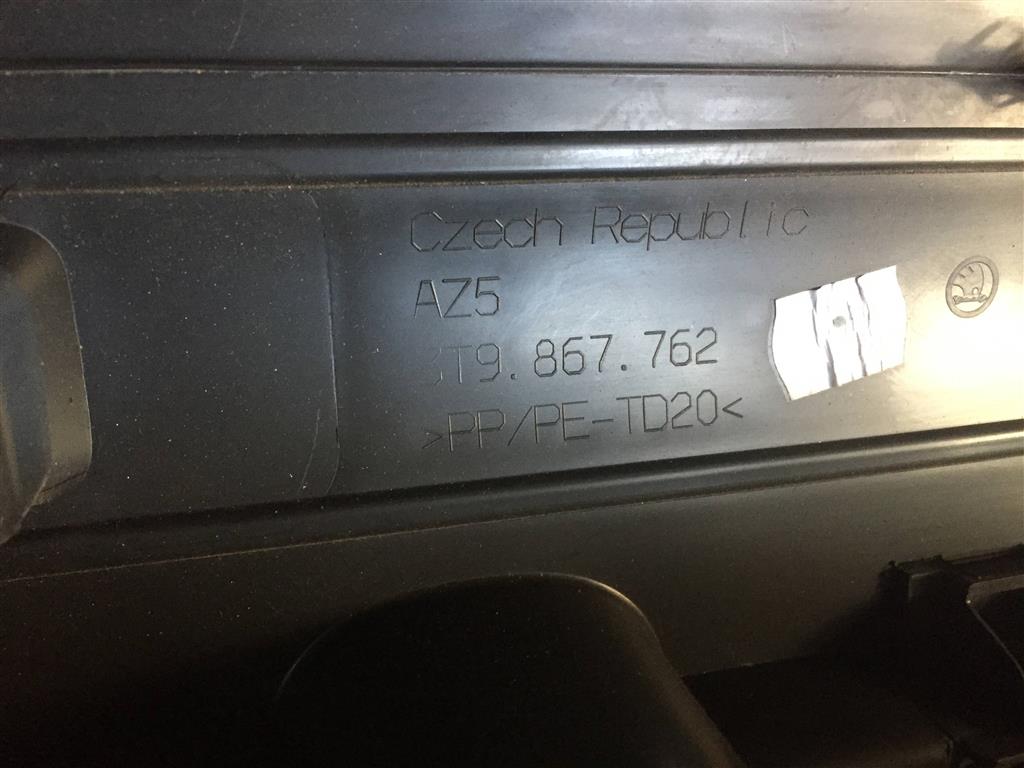 Czech Republic
AZ5
3T9.867.762
>PP/PE-TD20<